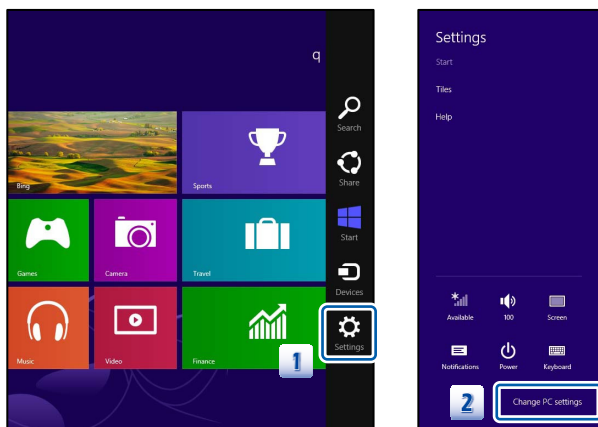 q
Search
Bing
Sports
Share
Start
Games
Camera
Travel
Devices
Music
Video
Finance
Settings
1
Settings
Start
Tiles
Help
Available
100
Screen
Notifications
Power
Keyboard
2
Change PC settings